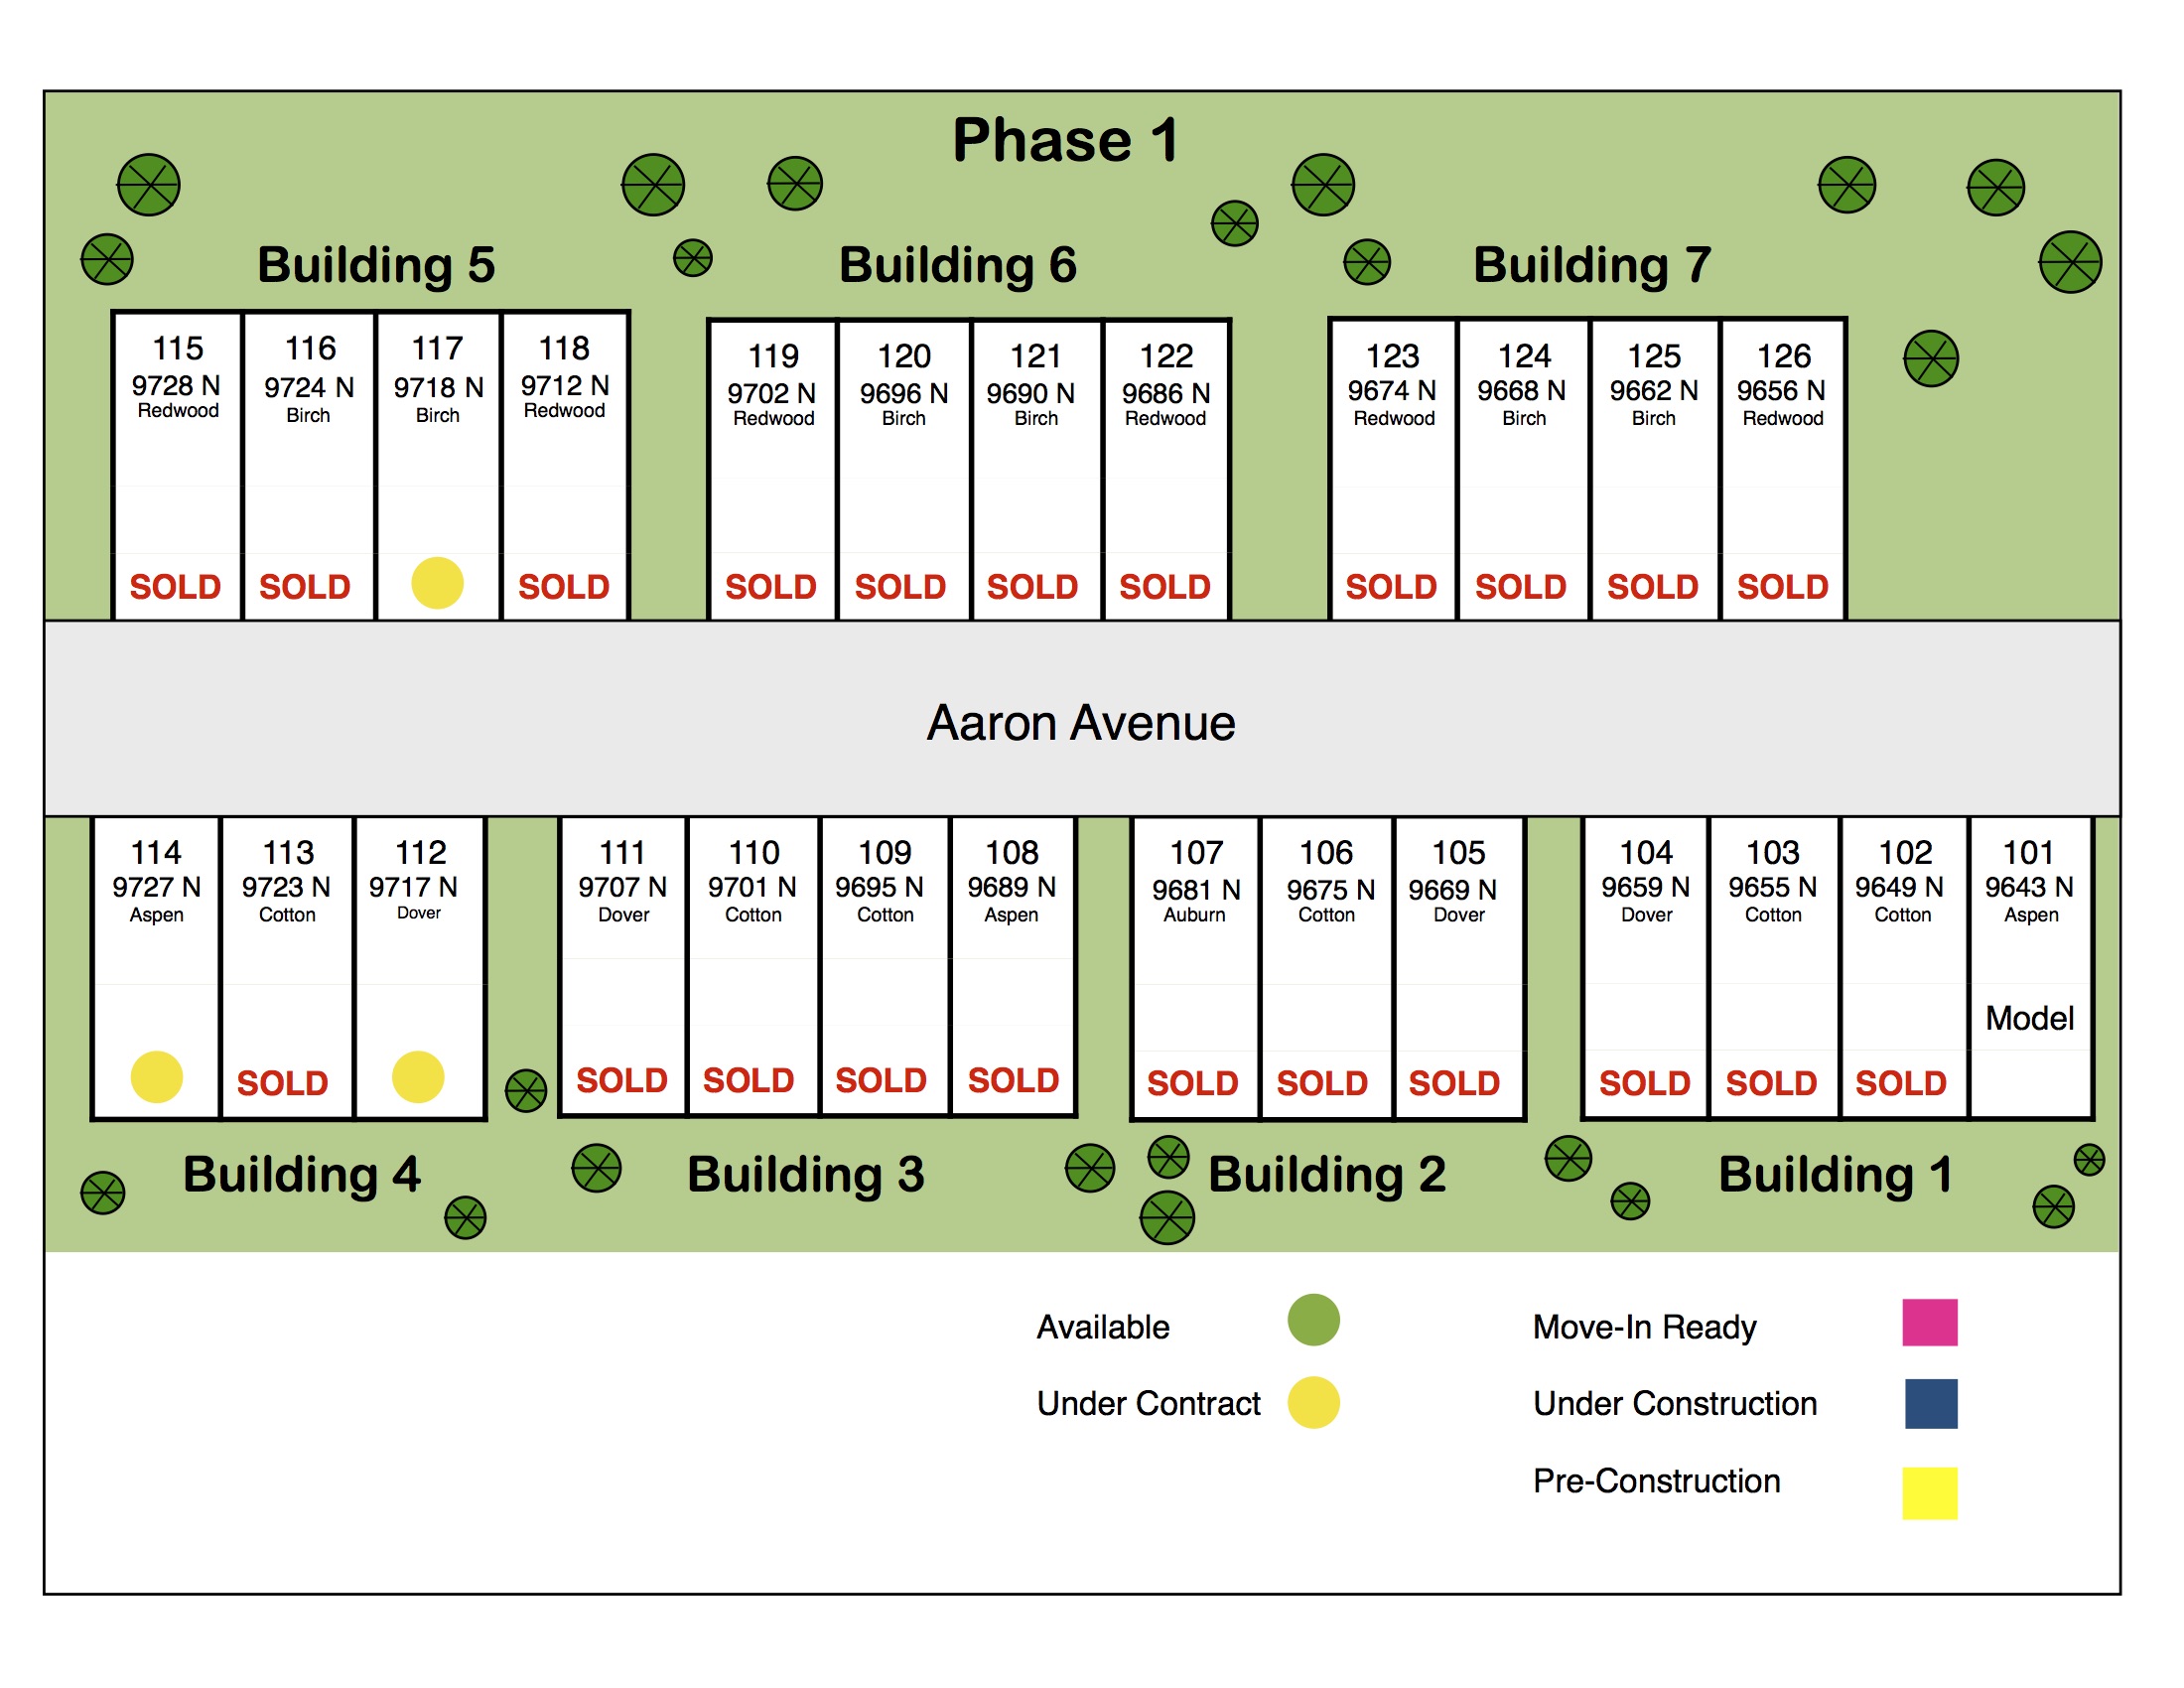 Phase 1
Building 5
Building 6
Building 7
115
9728 N
Redwood
SOLD
116
9724 N
Birch
SOLD
117
9718 N
Birch
118
9712 N
Redwood
SOLD
119
9702 N
Redwood
SOLD
120
9696 N
Birch
SOLD
121
9690 N
Birch
SOLD
122
9686 N
Redwood
SOLD
123
9674 N
Redwood
SOLD
124
9668 N
Birch
SOLD
125
9662 N
Birch
SOLD
126
9656 N
Redwood
SOLD
Aaron Avenue
114
9727 N
Aspen
113
9723 N
Cotton
SOLD
112
9717 N
Dover
111
9707 N
Dover
SOLD
110
9701 N
Cotton
SOLD
109
9695 N
Cotton
SOLD
108
9689 N
Aspen
SOLD
107
9681 N
Auburn
SOLD
106
9675 N
Cotton
SOLD
105
9669 N
Dover
SOLD
104
9659 N
Dover
SOLD
103
9655 N
Cotton
SOLD
102
9649 N
Cotton
SOLD
101
9643 N
Aspen
Model
Building 4
Building 3
Building 2
Building 1
Available
Under Contract
Move-In Ready
Under Construction
Pre-Construction